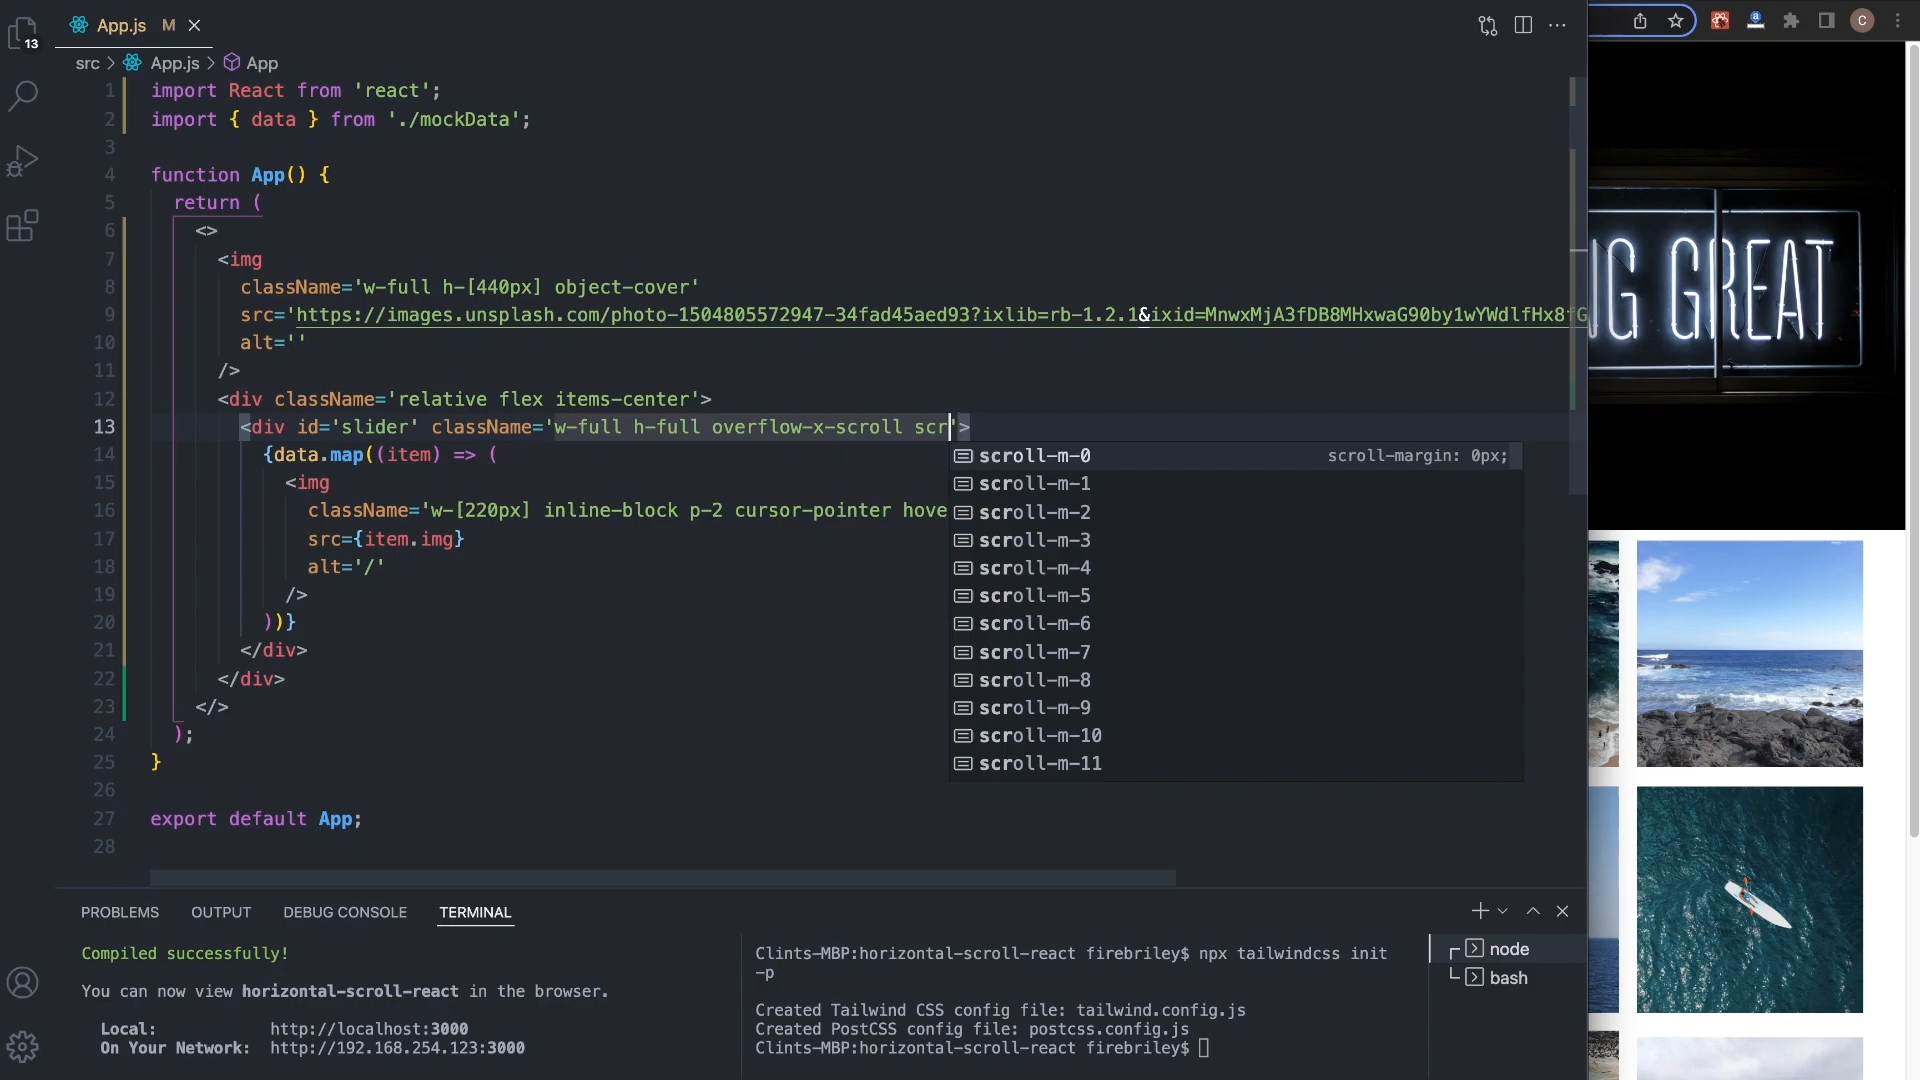 13
App.js M
src > App.js > App
1 import React from 'react';
2 import { data } from './mockData';
3
4 function App() {
5 return (
6 <>
7 <img
8 className='w-full h-[440px] object-cover'
9 src='https://images.unsplash.com/photo-1504805572947-34fad45aed93?ixlib=rb-1.2.1&ixid=MnwxMjA3fDB8MHxwaG90by1wYWdlfHx8fG
10 alt=''
11 />
12 <div className='relative flex items-center'>
13 <div id='slider' className='w-full h-full overflow-x-scroll scr'>
14 {data.map((item) => (
15 <img
16 className='w-[220px] inline-block p-2 cursor-pointer hove
17 src={item.img}
18 alt='/'
19 />
20 ))}
21 </div>
22 </div>
23 </>
24 );
25 }
26
27 export default App;
28
scroll-m-0 scroll-margin: 0px;
scroll-m-1
scroll-m-2
scroll-m-3
scroll-m-4
scroll-m-5
scroll-m-6
scroll-m-7
scroll-m-8
scroll-m-9
scroll-m-10
scroll-m-11
PROBLEMS OUTPUT DEBUG CONSOLE TERMINAL
Compiled successfully!
You can now view horizontal-scroll-react in the browser.
Local: http://localhost:3000
On Your Network: http://192.168.254.123:3000
Clints-MBP:horizontal-scroll-react firebriley$ npx tailwindcss init
-p
Created Tailwind CSS config file: tailwind.config.js
Created PostCSS config file: postcss.config.js
Clints-MBP:horizontal-scroll-react firebriley$
node
bash
C
NG GREAT